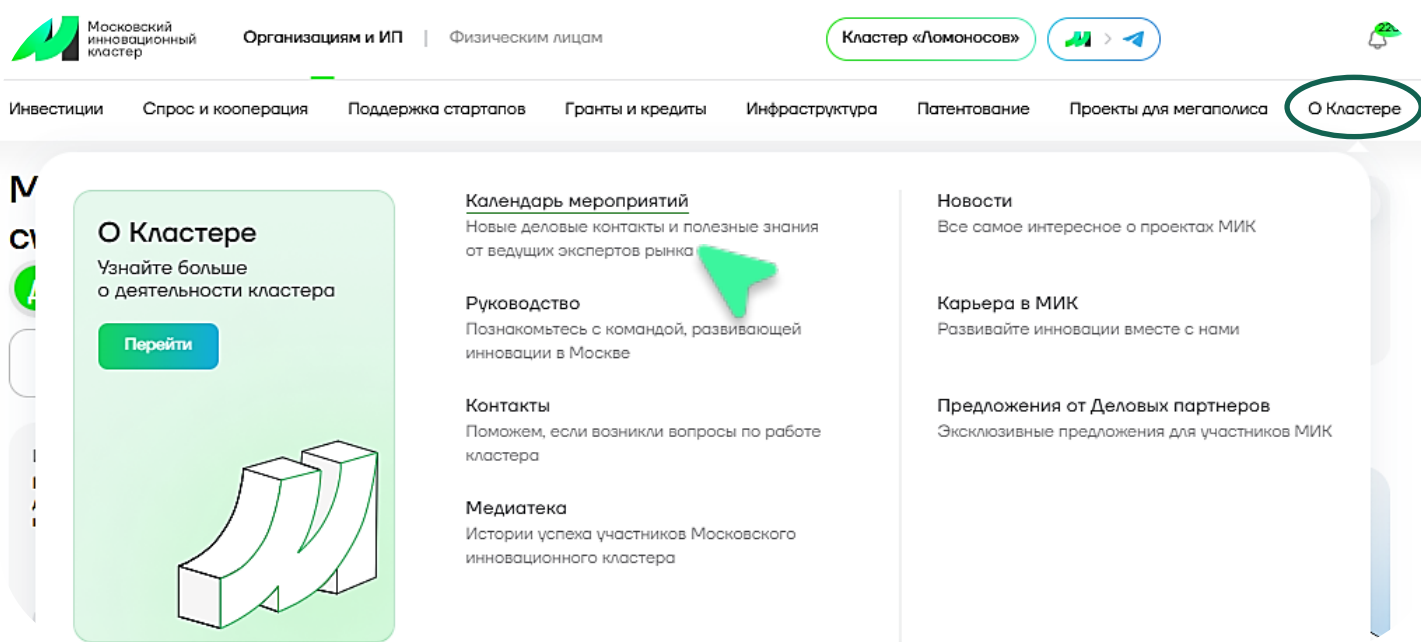 Московский
инновационный
кластер
Организациям и ИП | Физическим лицам
Кластер «Ломоносов»
Инвестиции Спрос и кооперация Поддержка стартапов Гранты и кредиты Инфраструктура Патентование Проекты для мегаполиса О Кластере
О Кластере
Узнайте больше
о деятельности кластера
Перейти
Календарь мероприятий
Новые деловые контакты и полезные знания
от ведущих экспертов рынка
Руководство
Познакомьтесь с командой, развивающей
инновации в Москве
Контакты
Поможем, если возникли вопросы по работе
кластера
Медиатека
Истории успеха участников Московского
инновационного кластера
Новости
Все самое интересное о проектах МИК
Карьера в МИК
Развивайте инновации вместе с нами
Предложения от Деловых партнеров
Эксклюзивные предложения для участников МИК